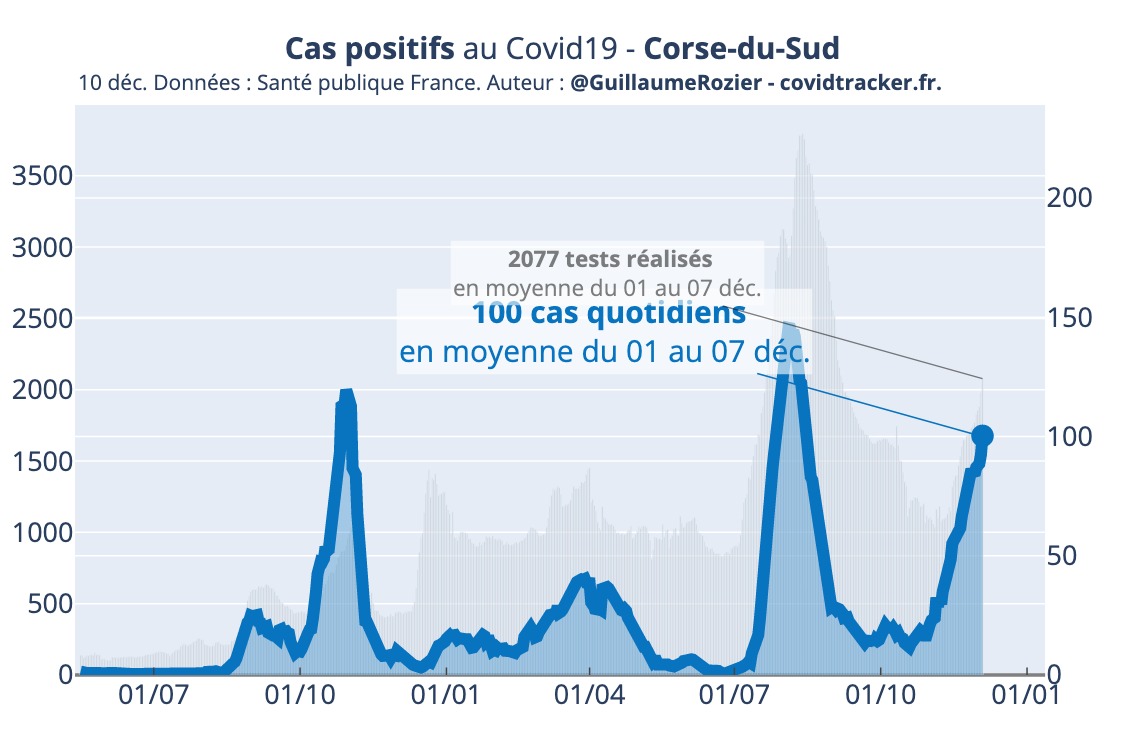 Cas positifs au Covid19 - Corse-du-Sud
10 déc. Données : Santé publique France. Auteur : @GuillaumeRozier - covidtracker.fr.
3500
3000
2500
2000
1500
1000
500
0
200
150
100
50
0
2077 tests réalisés
en moyenne du 01 au 07 déc.
100 cas quotidiens
en moyenne du 01 au 07 déc.
01/07 01/10 01/01 01/04 01/07 01/10 01/01